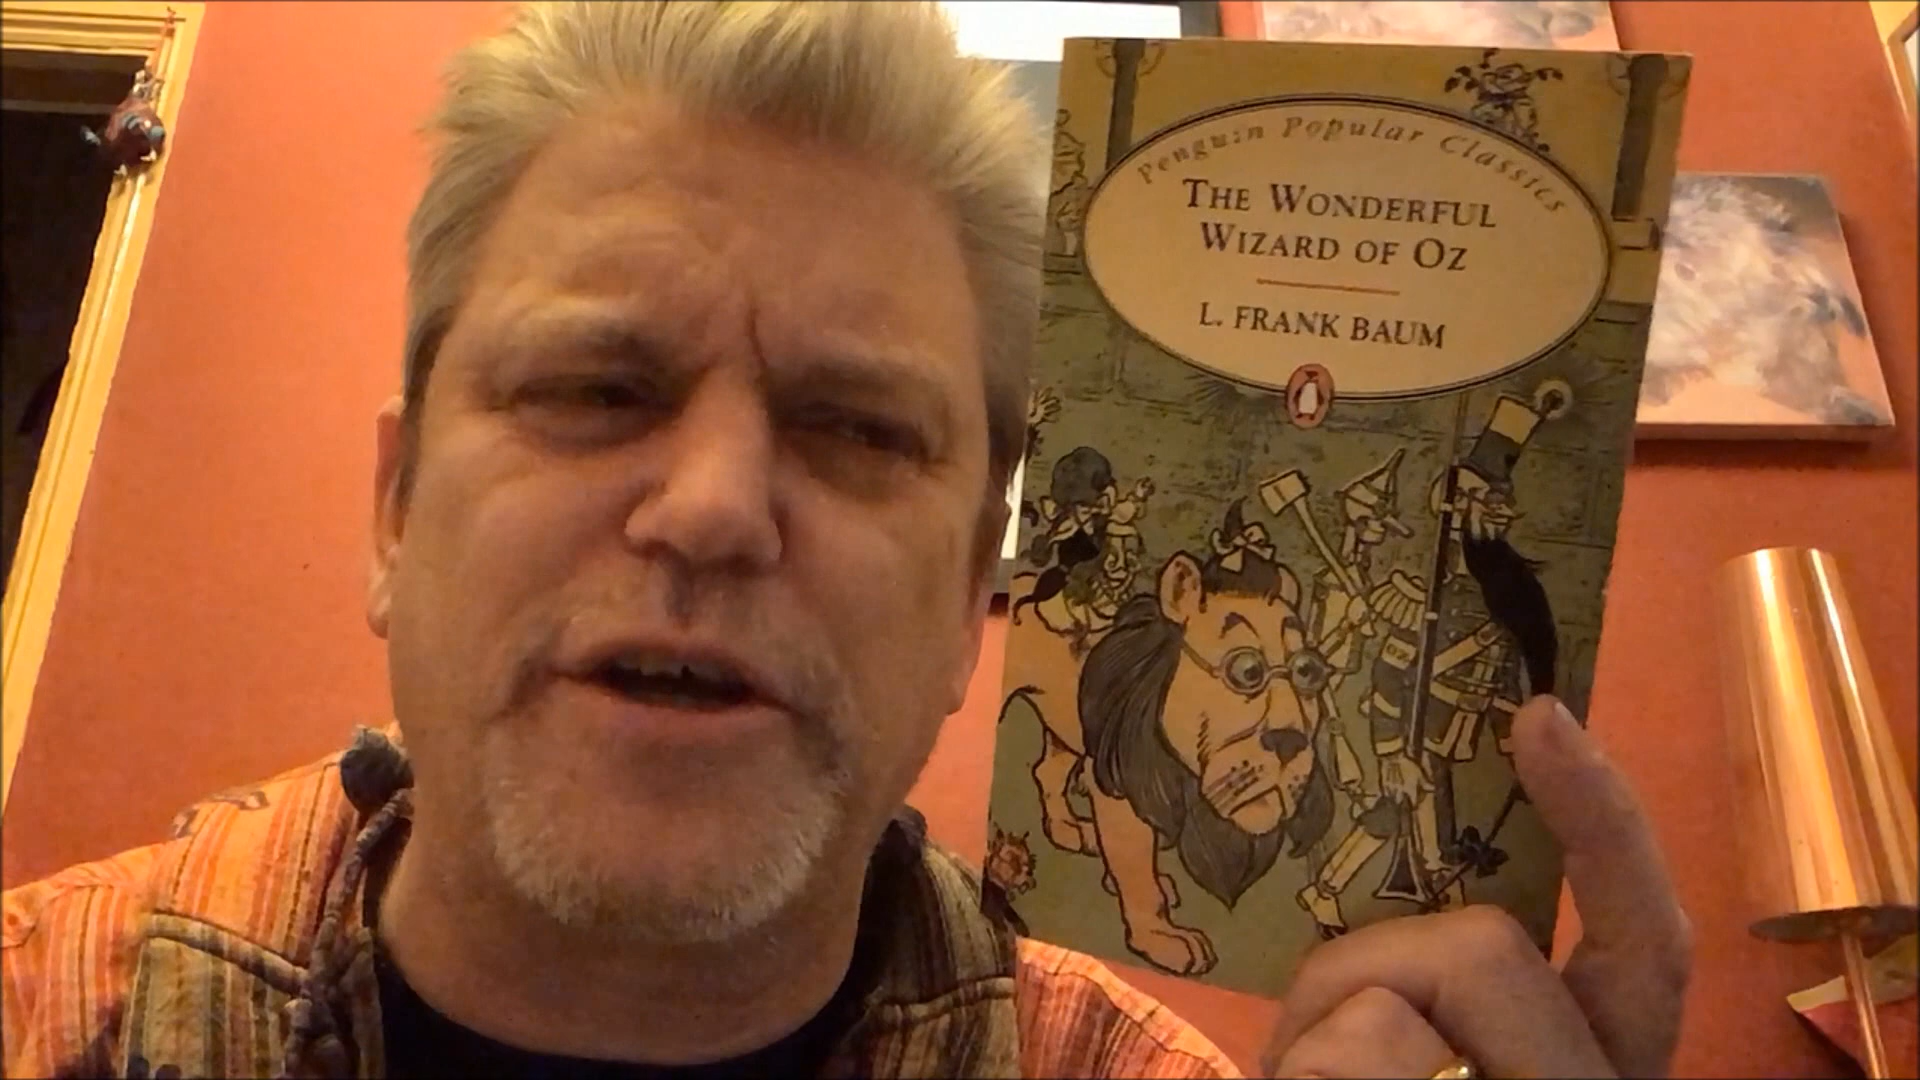 Penguin Popular Classics
THE WONDERFUL
WIZARD OF OZ
L. FRANK BAUM